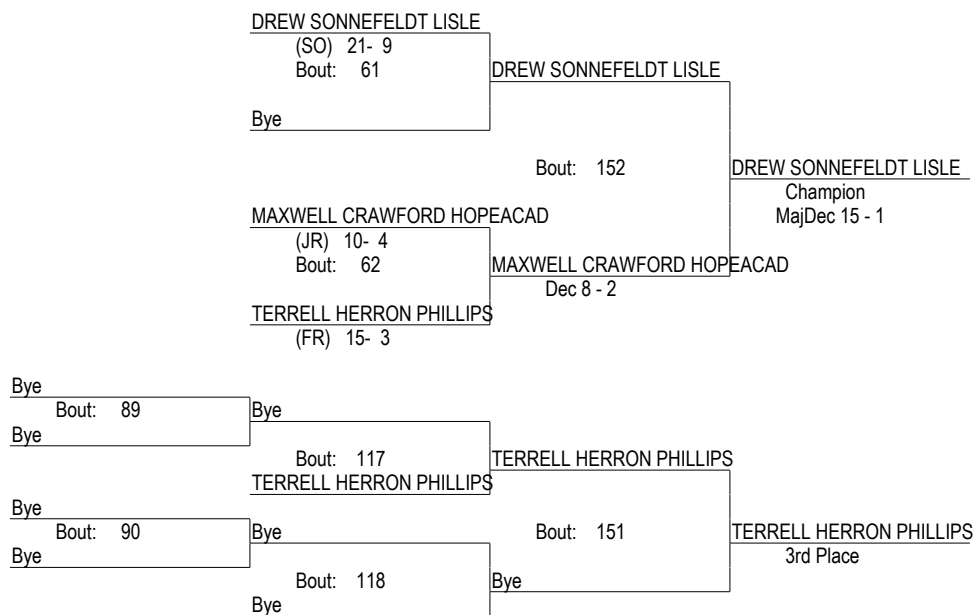 DREW SONNEFELDT LISLE
(SO) 21- 9
Bout: 61
DREW SONNEFELDT LISLE
Bye
Bout: 152
DREW SONNEFELDT LISLE
Champion
MajDec 15 - 1
MAXWELL CRAWFORD HOPEACAD
(JR) 10- 4
Bout: 62
MAXWELL CRAWFORD HOPEACAD
Dec 8 - 2
TERRELL HERRON PHILLIPS
(FR) 15- 3
Bye
Bout: 89
Bye
Bye
Bout: 117
TERRELL HERRON PHILLIPS
TERRELL HERRON PHILLIPS
Bye
Bout: 90
Bye
Bye
Bout: 151
TERRELL HERRON PHILLIPS
3rd Place
Bout: 118
Bye
Bye